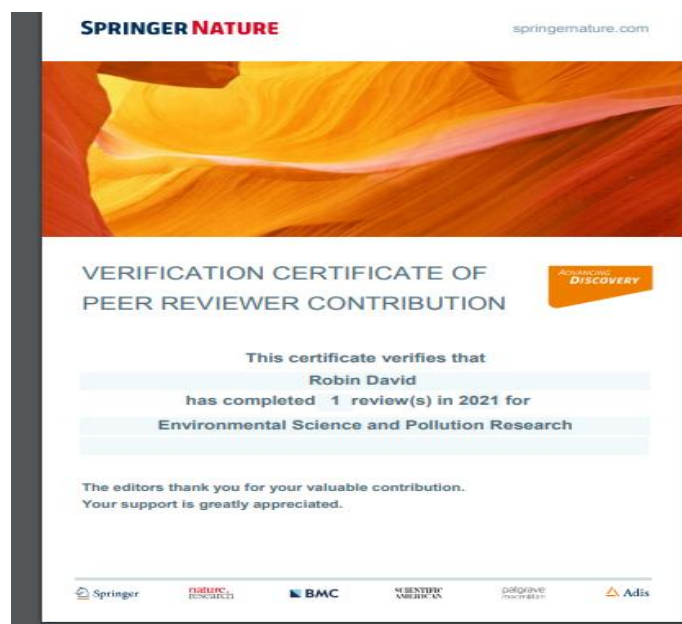 SPRINGER NATURE
springernature.com
VERIFICATION CERTIFICATE OF
PEER REVIEWER CONTRIBUTION
ADVANCING
DISCOVERY
This certificate verifies that
Robin David
has completed 1 review(s) in 2021 for
Environmental Science and Pollution Research
The editors thank you for your valuable contribution.
Your support is greatly appreciated.
Springer
nature
research
BMC
SCIENTIFIC
AMERICAN
palgrave
macmillan
Adis